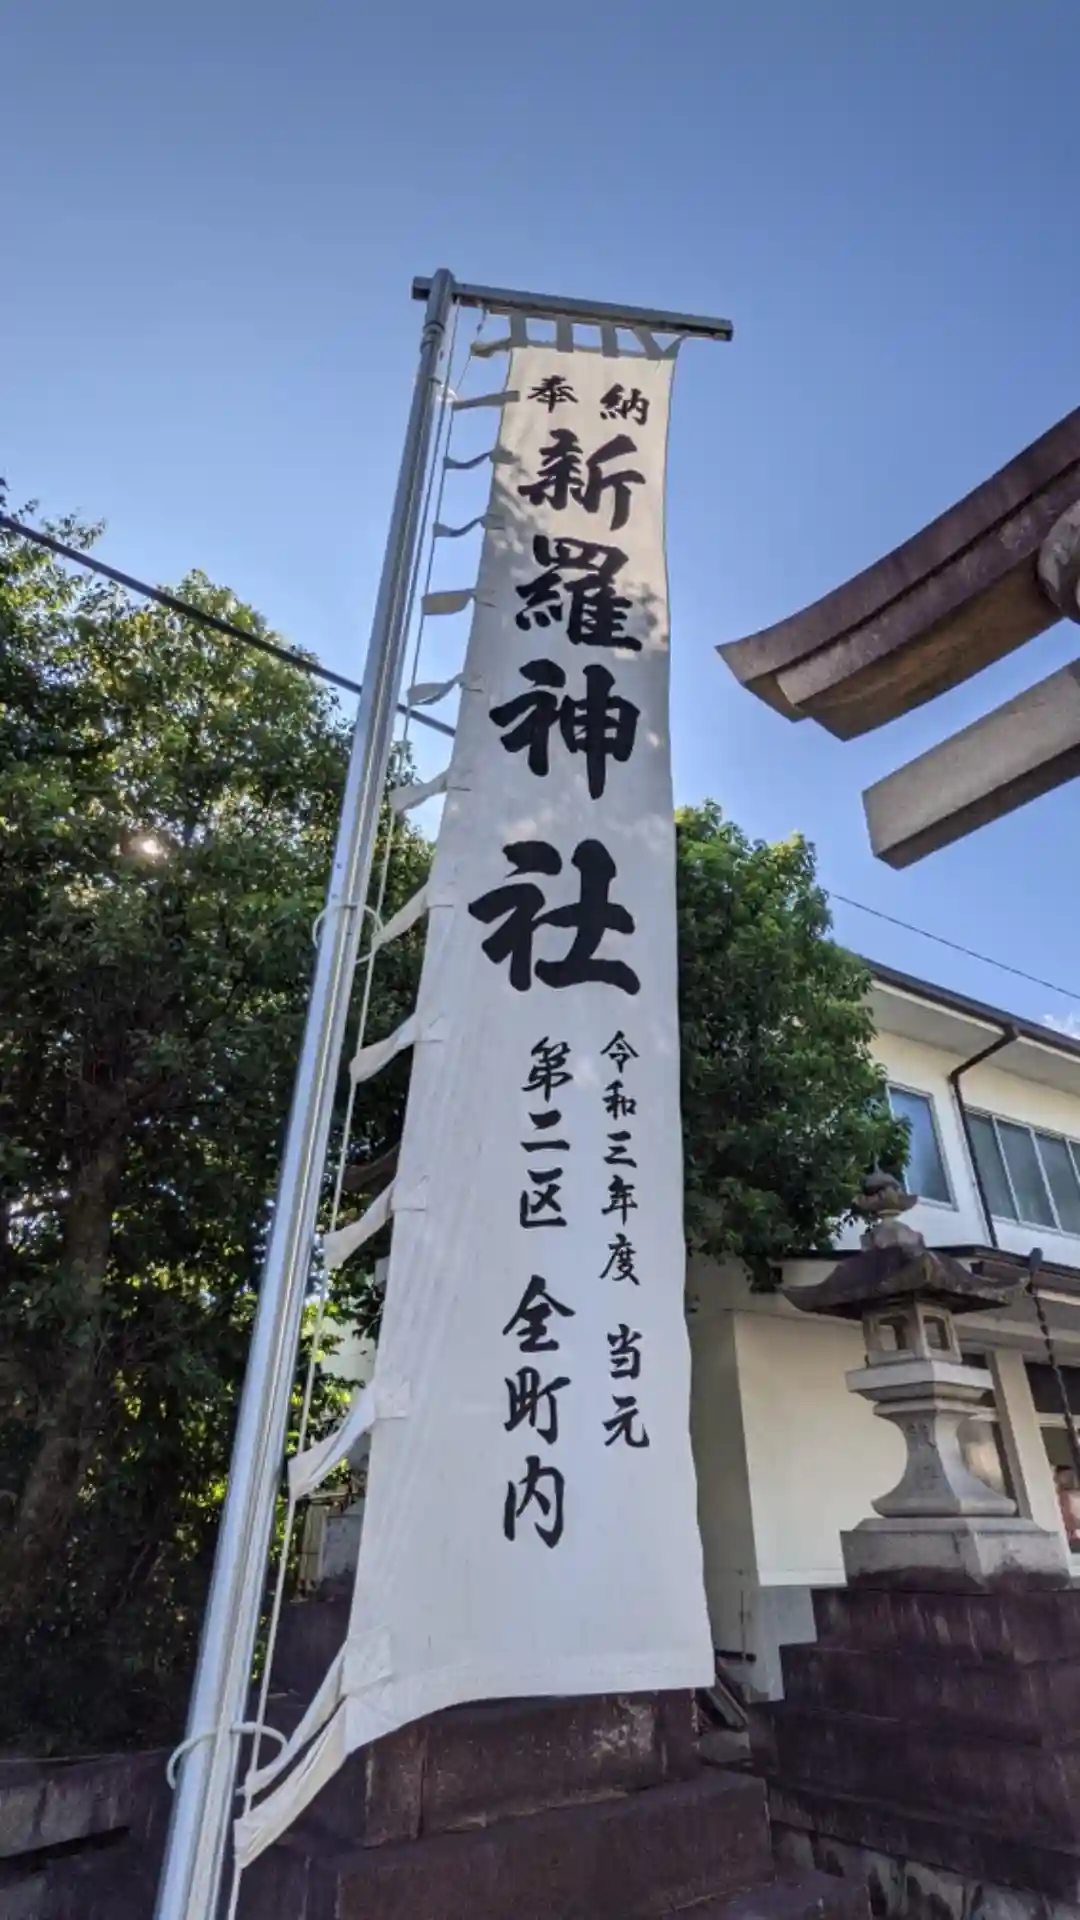 奉納
新羅神社
令和三年度 当元
第二区 全町内